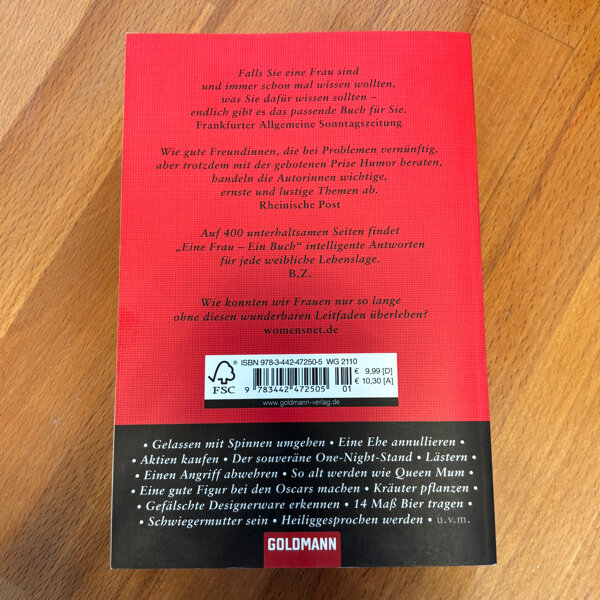 Falls Sie eine Frau sind
und immer schon mal wissen wollten,
was Sie dafür wissen sollten –
endlich gibt es das passende Buch für Sie.
Frankfurter Allgemeine Sonntagszeitung
Wie gute Freundinnen, die bei Problemen vernünftig,
aber trotzdem mit der gebotenen Prise Humor beraten,
handeln die Autorinnen wichtige,
ernste und lustige Themen ab.
Rheinische Post
Auf 400 unterhaltsamen Seiten findet
„Eine Frau – Ein Buch“ intelligente Antworten
für jede weibliche Lebenslage.
B.Z.
Wie konnten wir Frauen nur so lange
ohne diesen wunderbaren Leitfaden überleben?
womensnet.de
ISBN 978-3-442-47250-5 WG 2110
€ 9,99 [D]
€ 10,30 [A]
FSC
9 783442 472505 01
www.goldmann-verlag.de
• Gelassen mit Spinnen umgehen • Eine Ehe annullieren •
• Aktien kaufen • Der souveräne One-Night-Stand • Lästern •
• Einen Angriff abwehren • So alt werden wie Queen Mum •
• Eine gute Figur bei den Oscars machen • Kräuter pflanzen •
• Gefälschte Designerware erkennen • 14 Maß Bier tragen •
• Schwiegermutter sein • Heiliggesprochen werden • u.v.m.
GOLDMANN